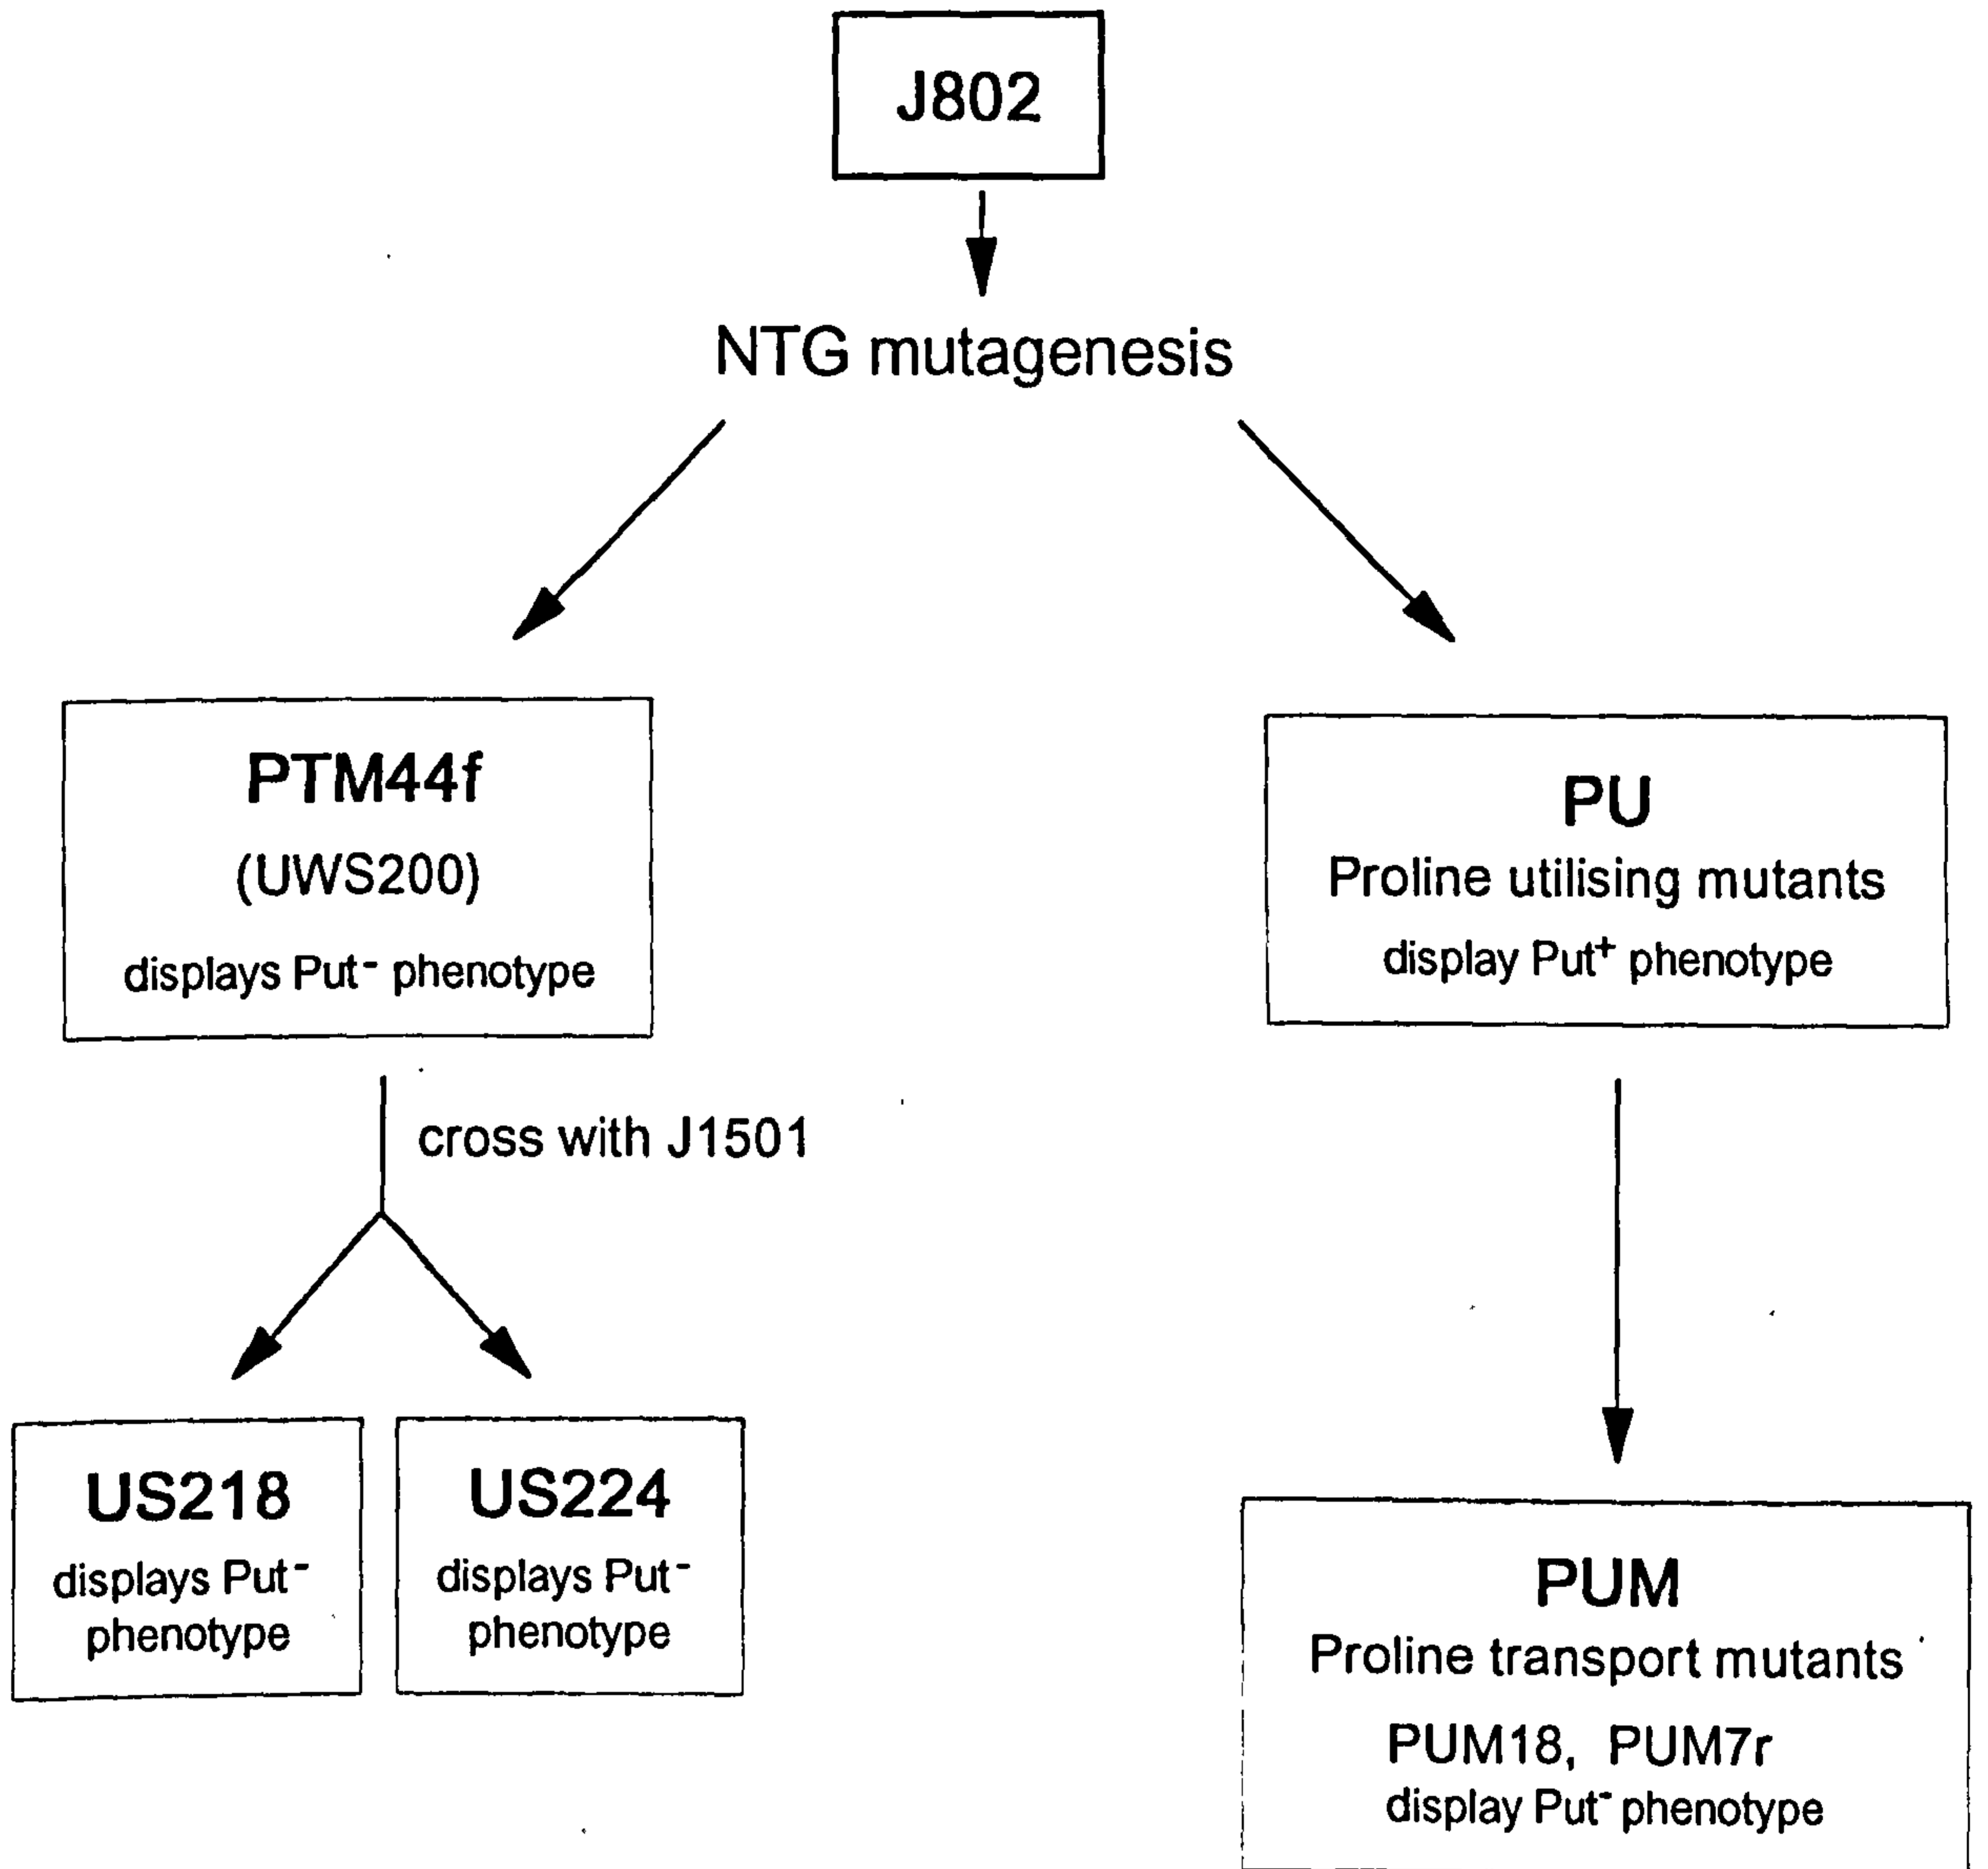 J802
NTG mutagenesis
PTM44f
(UWS200)
displays Put⁻ phenotype
PU
Proline utilising mutants
display Put⁺ phenotype
cross with J1501
US218
displays Put⁻
phenotype
US224
displays Put⁻
phenotype
PUM
Proline transport mutants
PUM18, PUM7r
display Put⁻ phenotype